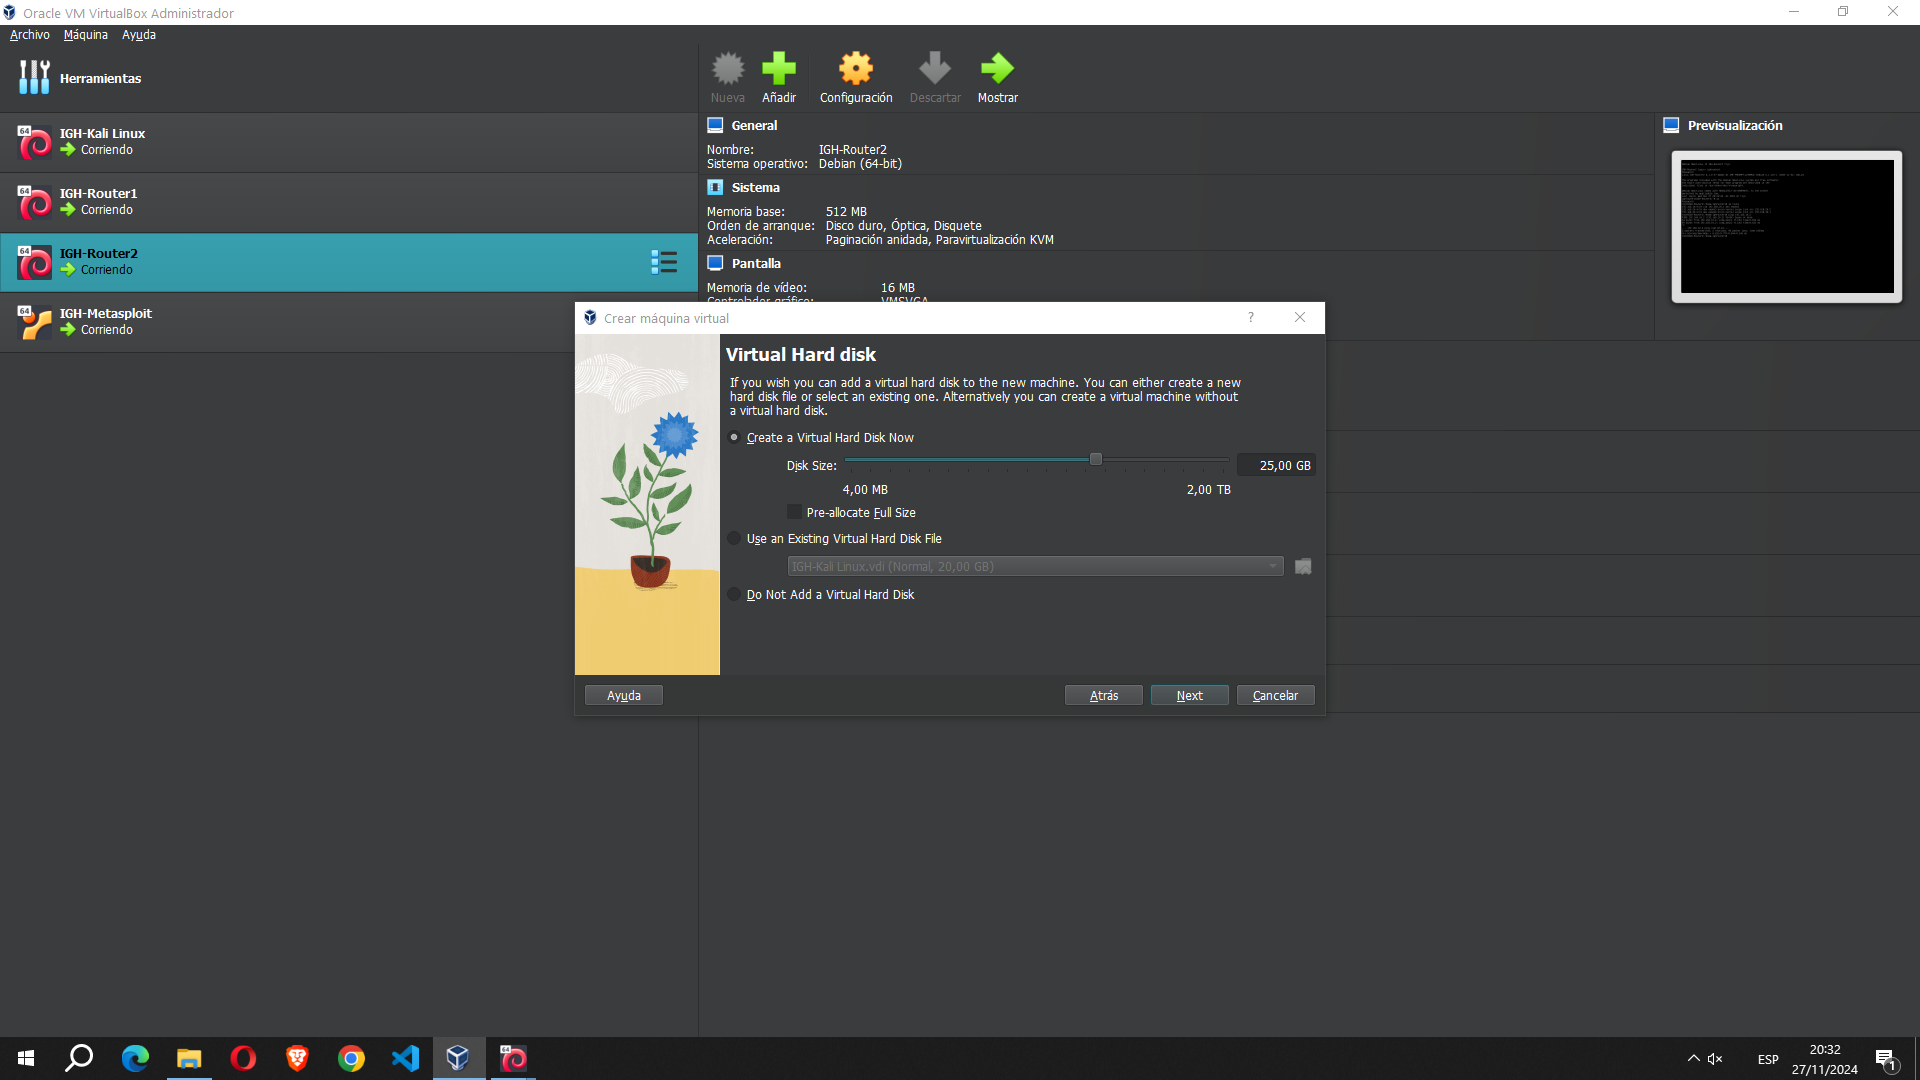 Oracle VM VirtualBox Administrador
Archivo Máquina Ayuda
Herramientas
Nueva Añadir Configuración Descartar Mostrar
64 IGH-Kali Linux
Corriendo
64 IGH-Router1
Corriendo
64 IGH-Router2
Corriendo
64 IGH-Metasploit
Corriendo
General
Nombre: IGH-Router2
Sistema operativo: Debian (64-bit)
Sistema
Memoria base: 512 MB
Orden de arranque: Disco duro, Óptica, Disquete
Aceleración: Paginación anidada, Paravirtualización KVM
Pantalla
Memoria de vídeo: 16 MB
Controlador gráfico: VMSVGA
Previsualización
Crear máquina virtual
?
Virtual Hard disk
If you wish you can add a virtual hard disk to the new machine. You can either create a new
hard disk file or select an existing one. Alternatively you can create a virtual machine without
a virtual hard disk.
Create a Virtual Hard Disk Now
Disk Size: 25,00 GB
4,00 MB 2,00 TB
Pre-allocate Full Size
Use an Existing Virtual Hard Disk File
IGH-Kali Linux.vdi (Normal, 20,00 GB)
Do Not Add a Virtual Hard Disk
Ayuda Atrás Next Cancelar
64
ESP
20:32
27/11/2024
1